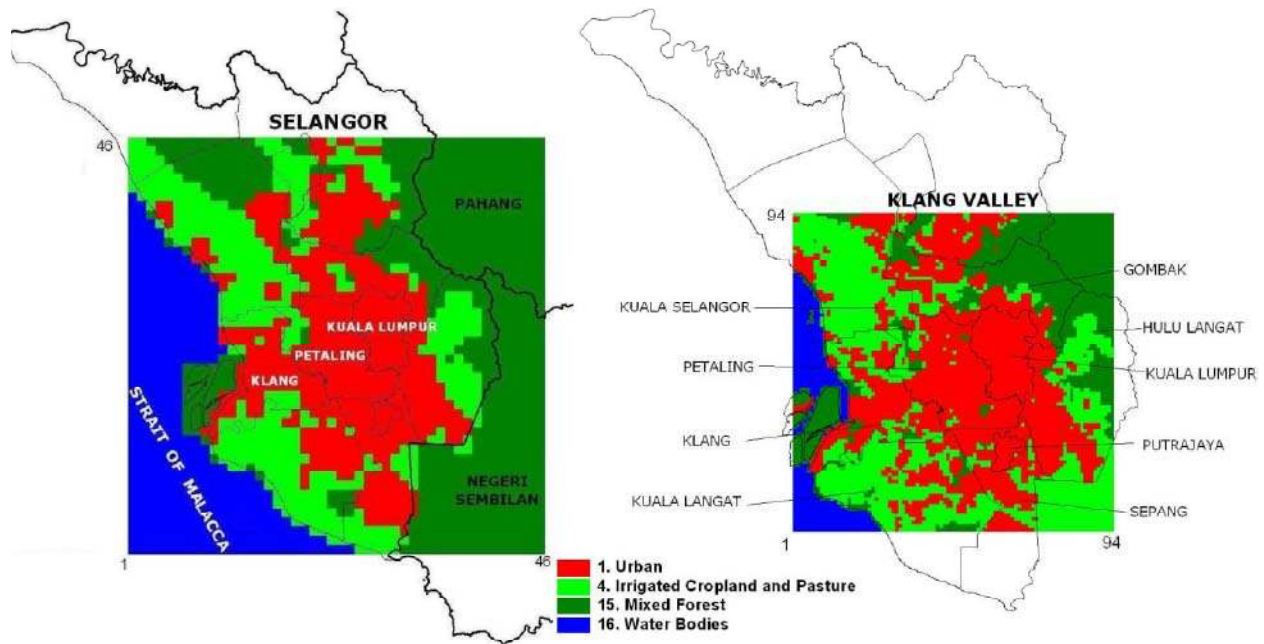 SELANGOR
46
PAHANG
KUALA LUMPUR
PETALING
KLANG
STRAIT OF MALACCA
NEGERI
SEMBILAN
1
46
KLANG VALLEY
94
GOMBAK
KUALA SELANGOR
HULU LANGAT
PETALING
KUALA LUMPUR
KLANG
PUTRAJAYA
KUALA LANGAT
SEPANG
1
94
1. Urban
4. Irrigated Cropland and Pasture
15. Mixed Forest
16. Water Bodies